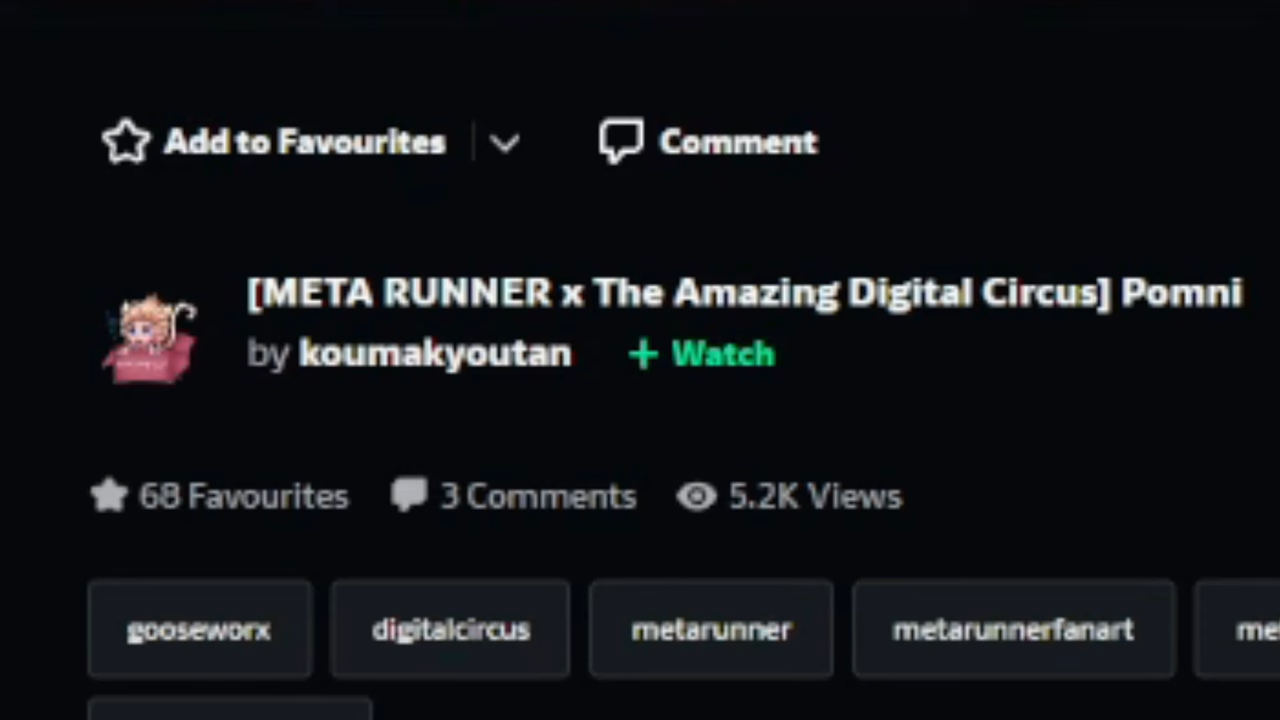 Add to Favourites Comment
[META RUNNER x The Amazing Digital Circus] Pomni
by koumakyoutan + Watch
68 Favourites 3 Comments 5.2K Views
gooseworx digitalcircus metarunner metarunnerfanart